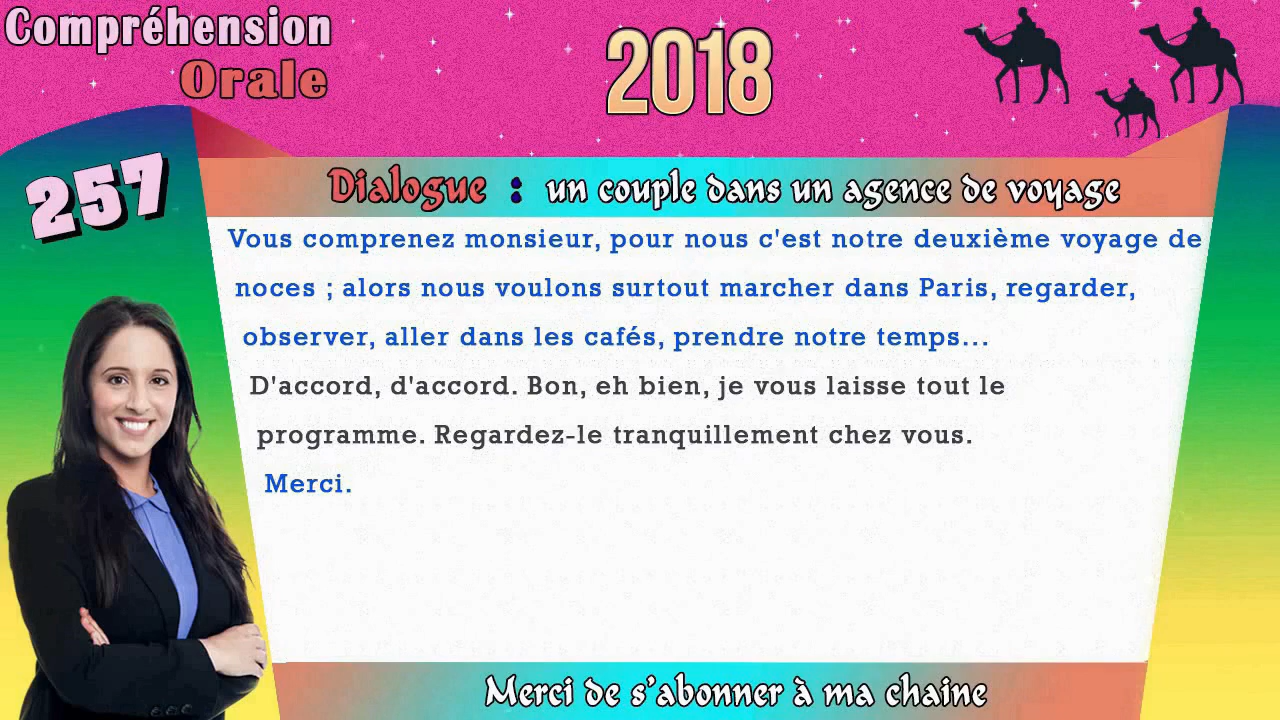 Compréhension
Orale
2018
257
Dialogue : un couple dans un agence de voyage
Vous comprenez monsieur, pour nous c'est notre deuxième voyage de
noces ; alors nous voulons surtout marcher dans Paris, regarder,
observer, aller dans les cafés, prendre notre temps...
D'accord, d'accord. Bon, eh bien, je vous laisse tout le
programme. Regardez-le tranquillement chez vous.
Merci.
Merci de s'abonner à ma chaine